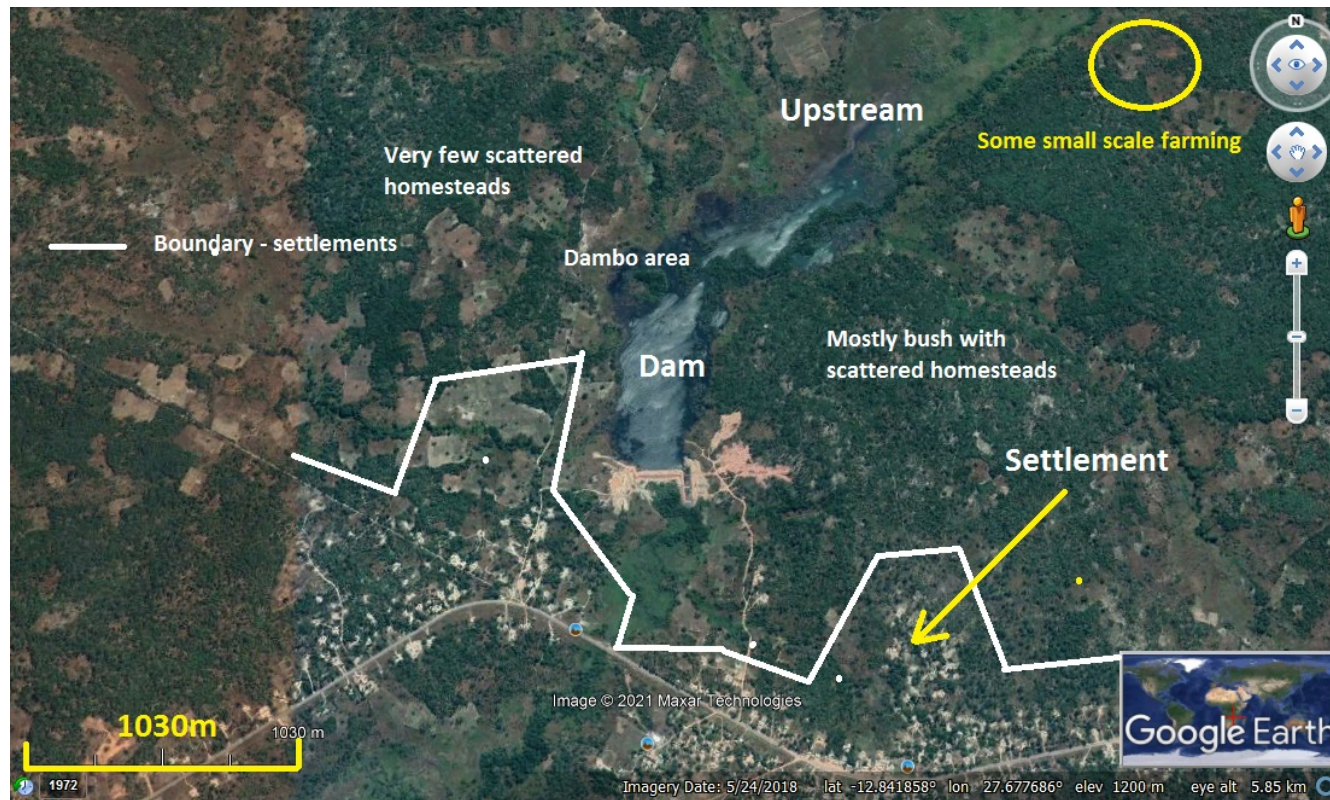 N
Upstream
Some small scale farming
Very few scattered
homesteads
Boundary - settlements
Dambo area
Mostly bush with
scattered homesteads
Dam
Settlement
Image © 2021 Maxar Technologies
1030m
1030 m
Google Earth
1972
Imagery Date: 5/24/2018 lat -12.841858° lon 27.677686° elev 1200 m eye alt 5.85 km